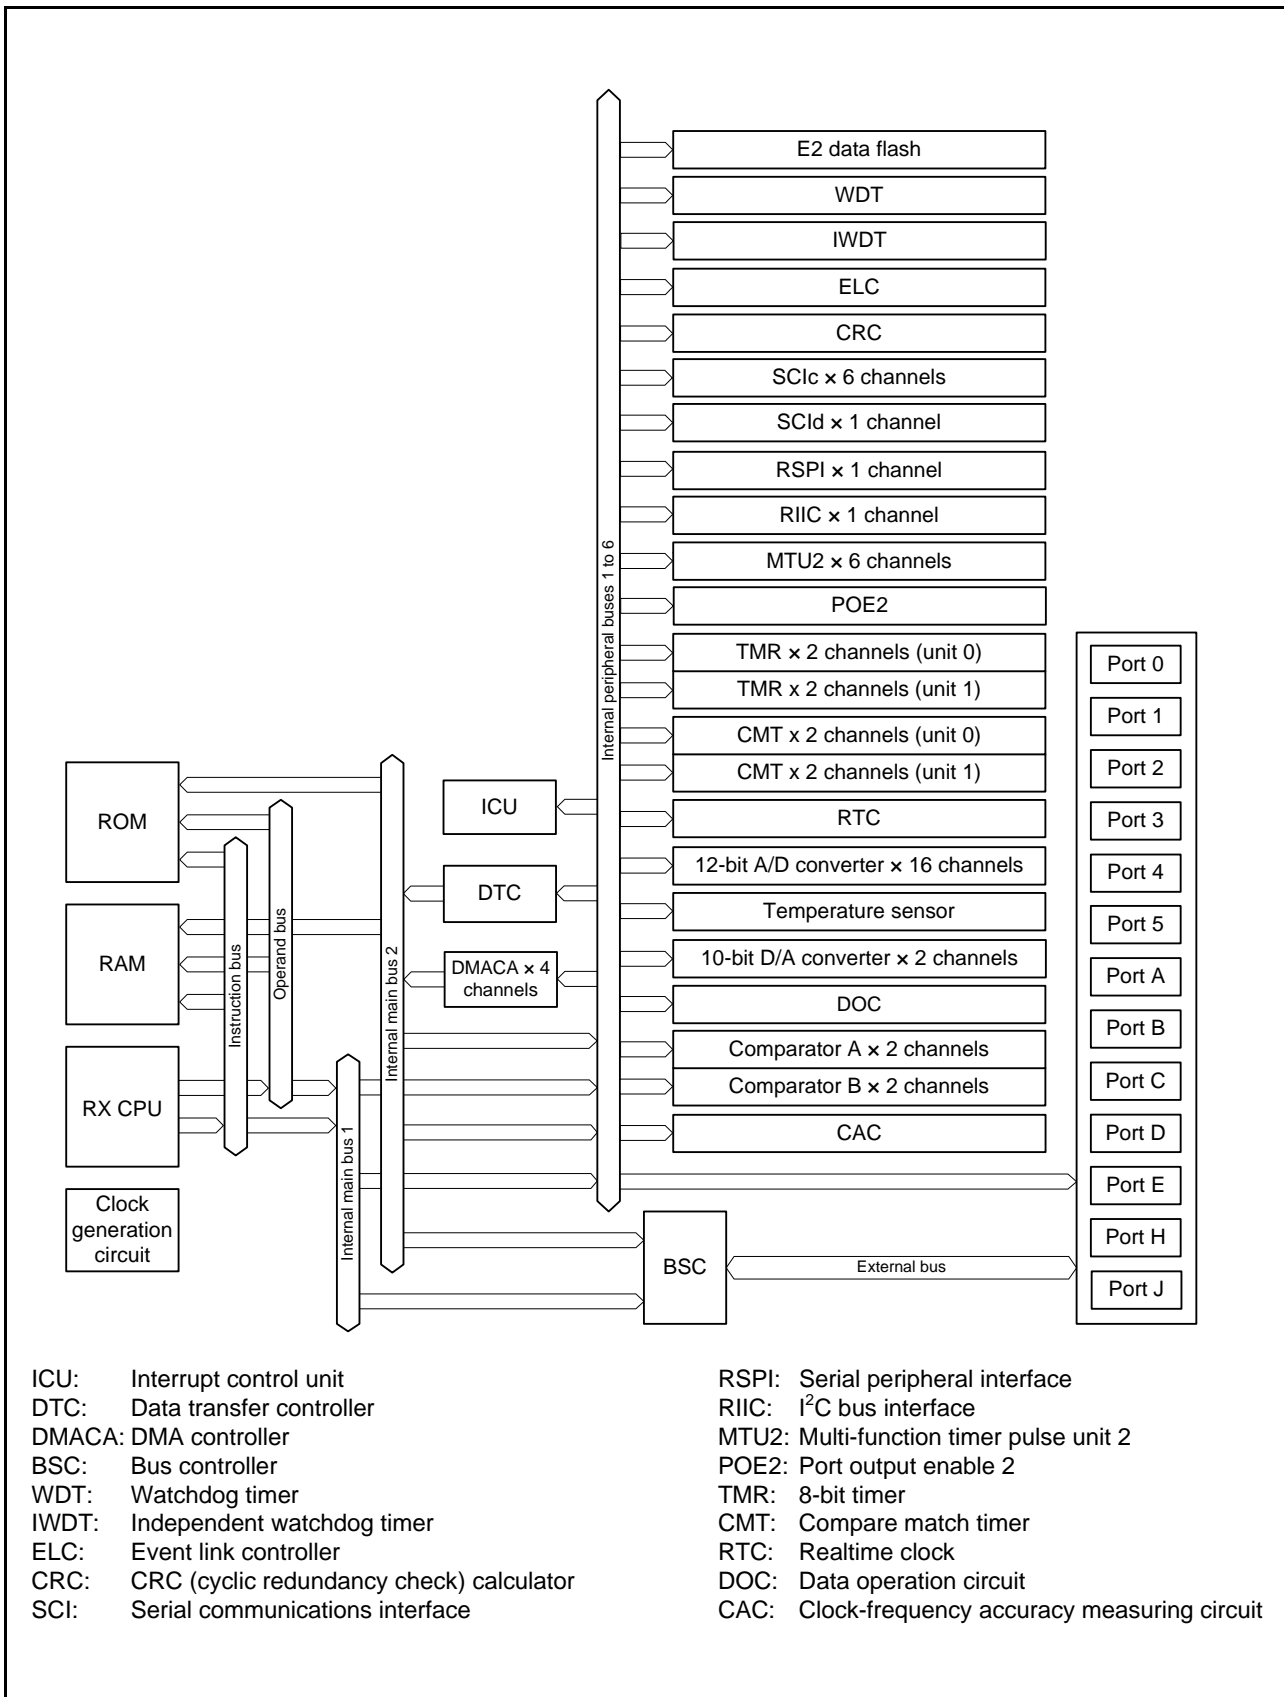 E2 data flash
WDT
IWDT
ELC
CRC
SCIc × 6 channels
SCId × 1 channel
RSPI × 1 channel
RIIC × 1 channel
MTU2 × 6 channels
POE2
TMR × 2 channels (unit 0)
TMR x 2 channels (unit 1)
CMT x 2 channels (unit 0)
CMT x 2 channels (unit 1)
RTC
12-bit A/D converter × 16 channels
Temperature sensor
10-bit D/A converter × 2 channels
DOC
Comparator A × 2 channels
Comparator B × 2 channels
CAC
Internal peripheral buses 1 to 6
Port 0
Port 1
Port 2
Port 3
Port 4
Port 5
Port A
Port B
Port C
Port D
Port E
Port H
Port J
ROM
RAM
RX CPU
Clock
generation
circuit
Instruction bus
Operand bus
Internal main bus 1
Internal main bus 2
ICU
DTC
DMACA × 4
channels
BSC
External bus
ICU: Interrupt control unit
DTC: Data transfer controller
DMACA: DMA controller
BSC: Bus controller
WDT: Watchdog timer
IWDT: Independent watchdog timer
ELC: Event link controller
CRC: CRC (cyclic redundancy check) calculator
SCI: Serial communications interface
RSPI: Serial peripheral interface
RIIC: I²C bus interface
MTU2: Multi-function timer pulse unit 2
POE2: Port output enable 2
TMR: 8-bit timer
CMT: Compare match timer
RTC: Realtime clock
DOC: Data operation circuit
CAC: Clock-frequency accuracy measuring circuit